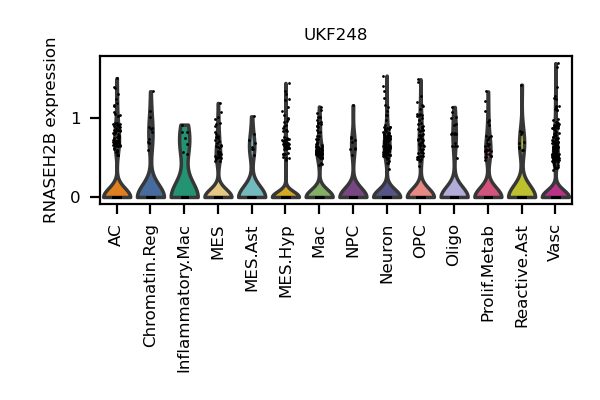 UKF248
RNASEH2B expression
1
0
AC
Chromatin.Reg
Inflammatory.Mac
MES
MES.Ast
MES.Hyp
Mac
NPC
Neuron
OPC
Oligo
Prolif.Metab
Reactive.Ast
Vasc